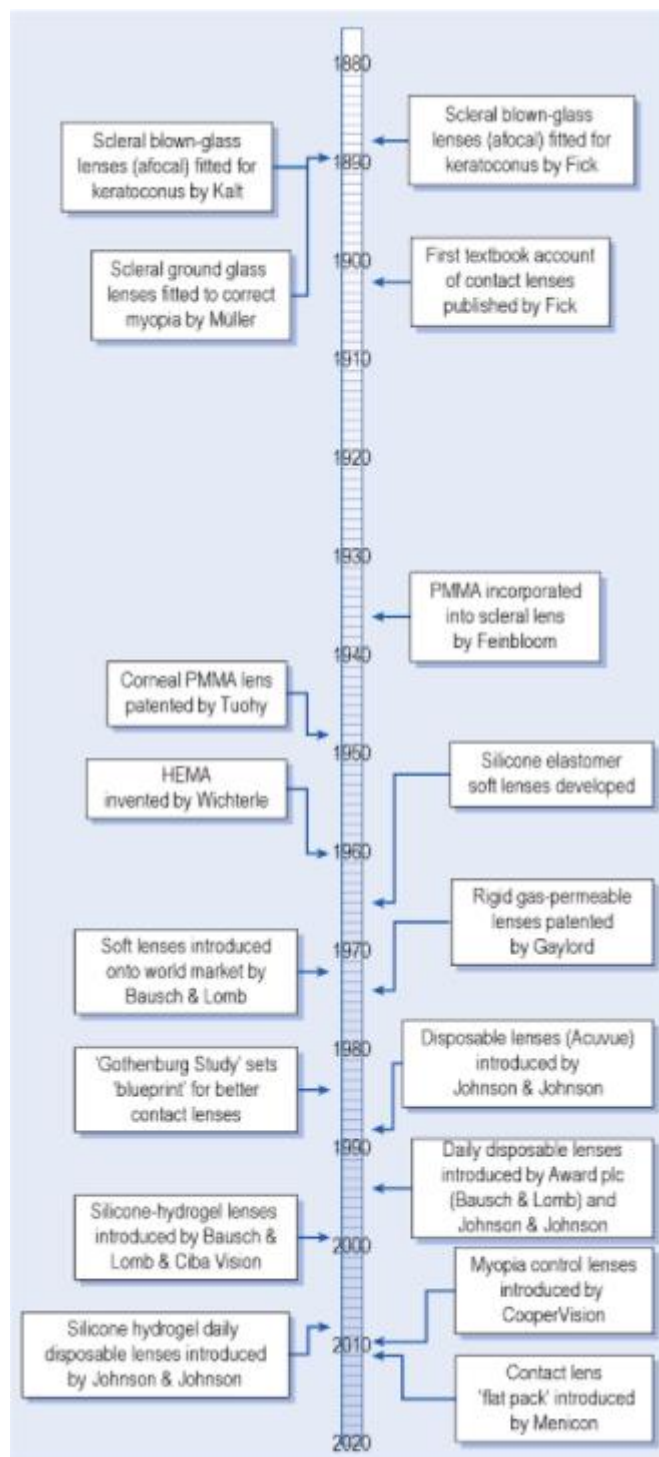 1880
Scleral blown-glass
lenses (afocal) fitted for
keratoconus by Fick
Scleral blown-glass
lenses (afocal) fitted for
keratoconus by Kalt
1890
Scleral ground glass
lenses fitted to correct
myopia by Müller
First textbook account
of contact lenses
published by Fick
1900
1910
1920
1930
PMMA incorporated
into scleral lens
by Feinbloom
1940
Corneal PMMA lens
patented by Tuohy
1950
Silicone elastomer
soft lenses developed
HEMA
invented by Wichterle
1960
Rigid gas-permeable
lenses patented
by Gaylord
Soft lenses introduced
onto world market by
Bausch & Lomb
1970
Disposable lenses (Acuvue)
introduced by
Johnson & Johnson
1980
'Gothenburg Study' sets
'blueprint' for better
contact lenses
1990
Daily disposable lenses
introduced by Award plc
(Bausch & Lomb) and
Johnson & Johnson
Silicone-hydrogel lenses
introduced by Bausch &
Lomb & Ciba Vision
2000
Myopia control lenses
introduced by
CooperVision
Silicone hydrogel daily
disposable lenses introduced
by Johnson & Johnson
2010
Contact lens
'flat pack' introduced
by Menicon
2020